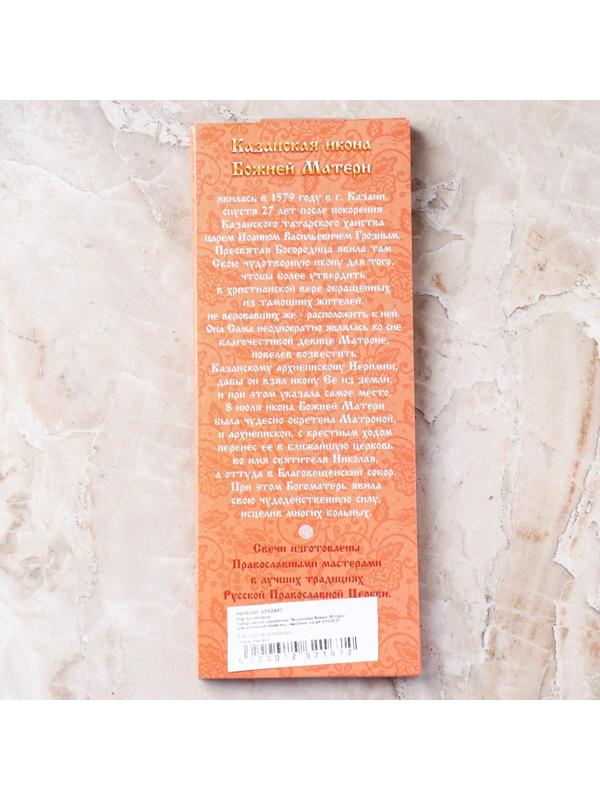 Казанская икона
Божией Матери
явилась в 1579 году в г. Казани,
спустя 27 лет после покорения
Казанского татарского ханства
царем Иоанном Васильевичем Грозным.
Пресвятая Богородица явила там
Свою чудотворную икону для того,
чтобы более утвердить
в христианской вере обращенных
из тамошних жителей,
не веровавших же - расположить к ней.
Она Сама неоднократно являлась во сне
благочестивой девице Матроне,
повелев возвестить
Казанскому архиепископу Иеримии,
дабы он взял икону Ее из земли,
и при этом указала самое место.
8 июля икона Божией Матери
была чудесно обретена Матроной,
и архиепископ, с крестным ходом
перенес ее в ближайшую церковь
во имя святителя Николая,
а оттуда в Благовещенский собор.
При этом Богоматерь явила
свою чудодейственную силу,
исцелив многих больных.
Свечи изготовлены
Православными мастерами
в лучших традициях
Русской Православной Церкви.
Артикул: 1362167